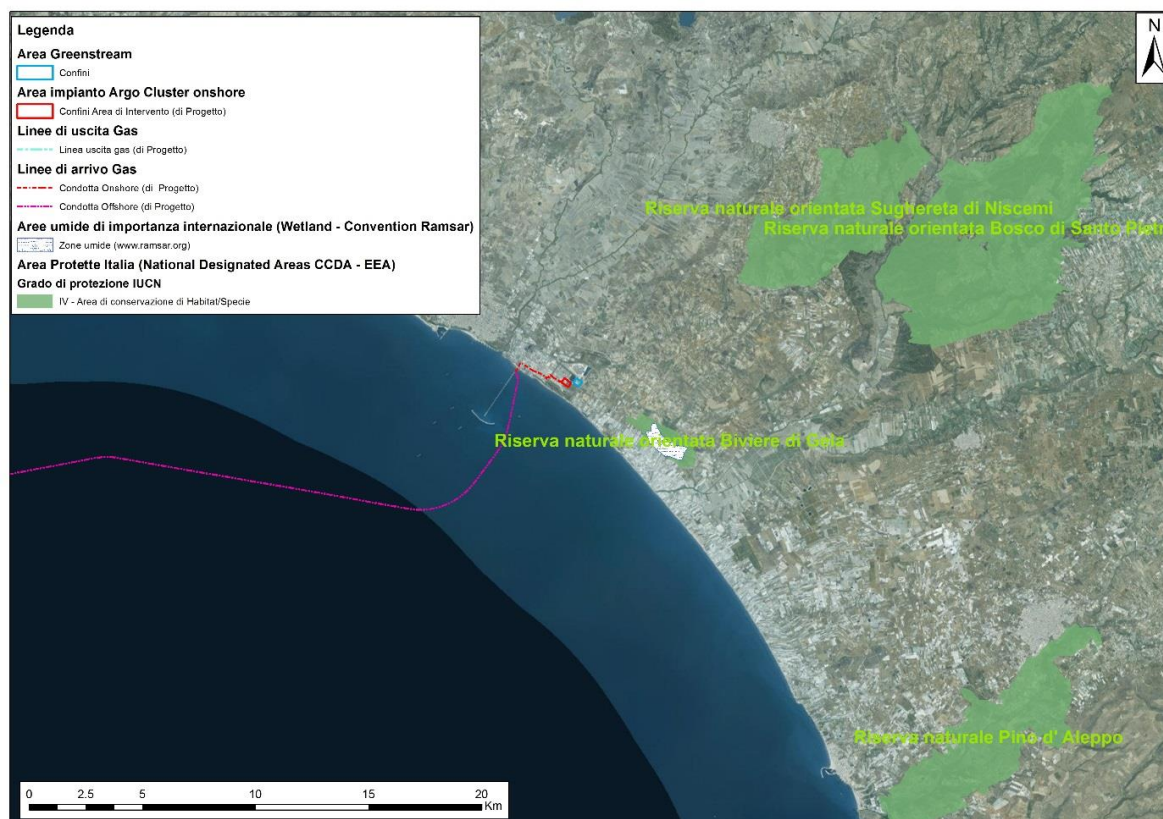 Legenda
Area Greenstream
Confini
Area impianto Argo Cluster onshore
Confini Area di Intervento (di Progetto)
Linee di uscita Gas
Linea uscita gas (di Progetto)
Linee di arrivo Gas
Condotta Onshore (di Progetto)
Condotta Offshore (di Progetto)
Aree umide di importanza internazionale (Wetland - Convention Ramsar)
Zone umide (www.ramsar.org)
Area Protette Italia (National Designated Areas CCDA - EEA)
Grado di protezione IUCN
IV - Area di conservazione di Habitat/Specie
N
Riserva naturale orientata Sughereta di Niscemi
Riserva naturale orientata Bosco di Santo Pietr
Riserva naturale orientata Biviere di Gela
Riserva naturale Pino d' Aleppo
0 2.5 5 10 15 20
Km